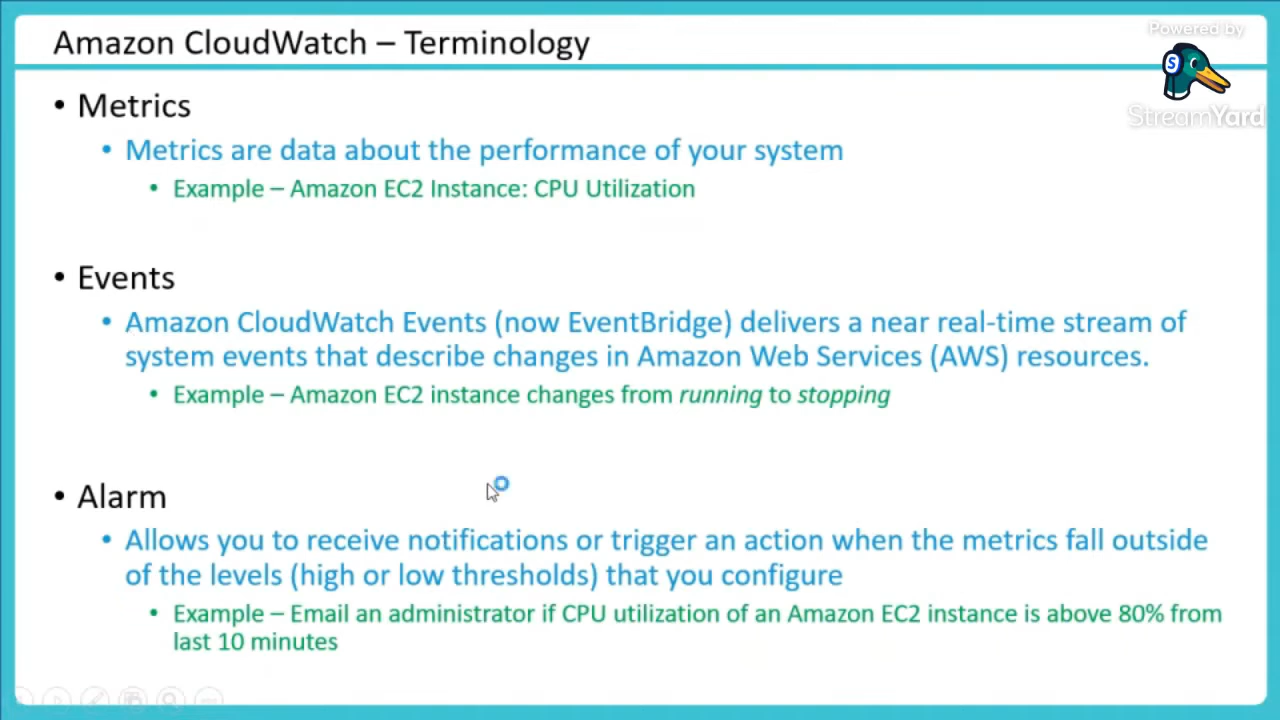 Amazon CloudWatch – Terminology
Powered by
S
StreamYard
• Metrics
• Metrics are data about the performance of your system
• Example – Amazon EC2 Instance: CPU Utilization
• Events
• Amazon CloudWatch Events (now EventBridge) delivers a near real-time stream of
system events that describe changes in Amazon Web Services (AWS) resources.
• Example – Amazon EC2 instance changes from running to stopping
• Alarm
• Allows you to receive notifications or trigger an action when the metrics fall outside
of the levels (high or low thresholds) that you configure
• Example – Email an administrator if CPU utilization of an Amazon EC2 instance is above 80% from
last 10 minutes